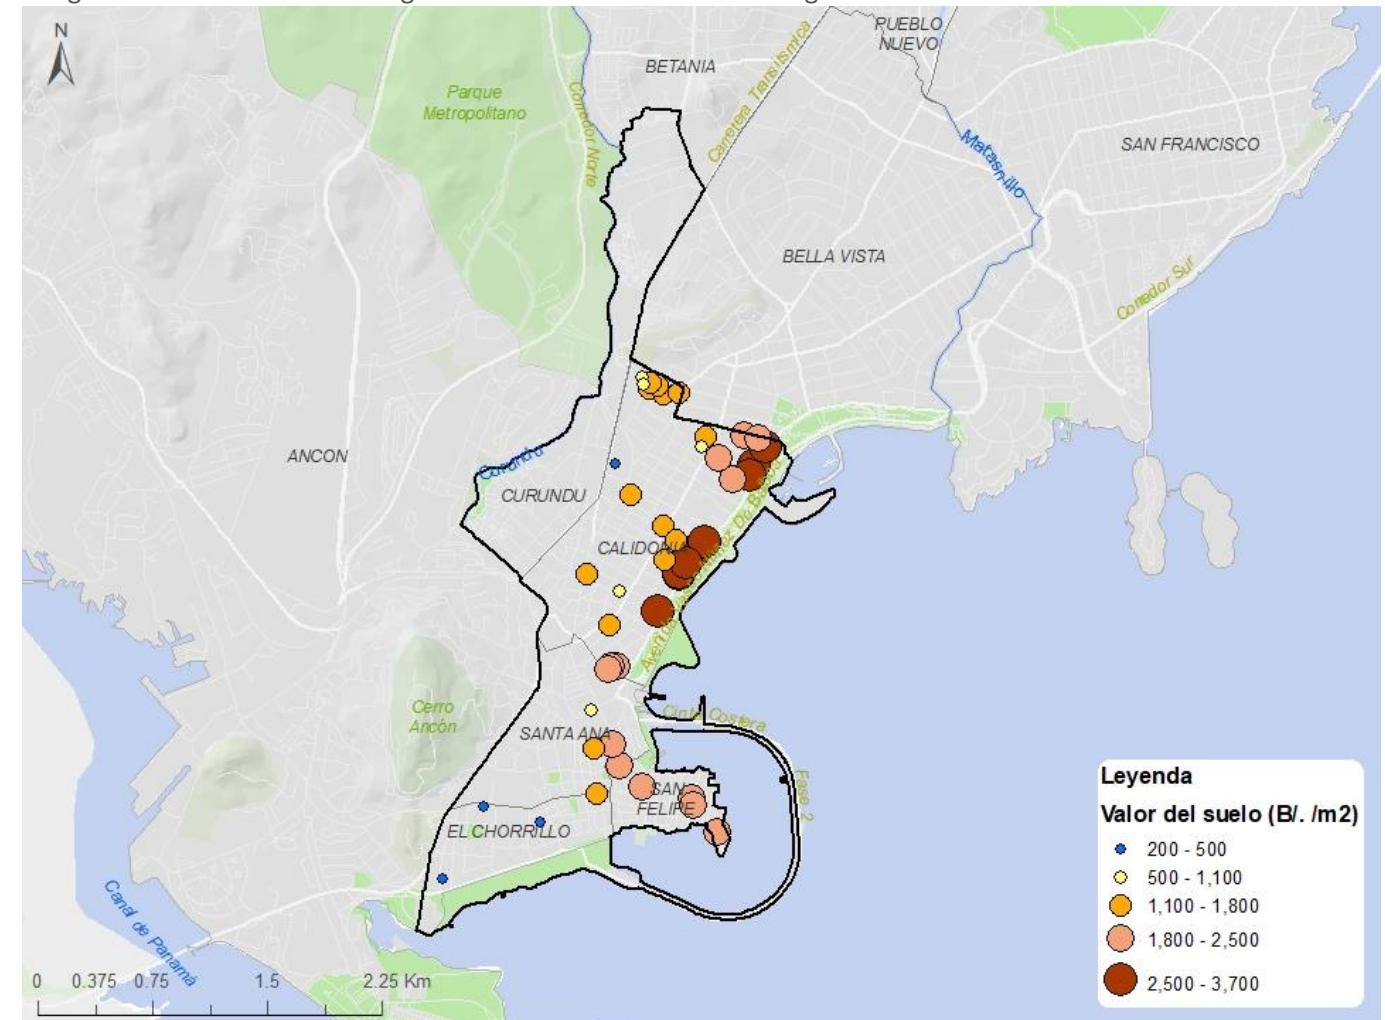 N
PUEBLO
NUEVO
BETANIA
Carretera Transístmica
Parque
Metropolitano
Corredor Norte
Matasnillo
SAN FRANCISCO
BELLA VISTA
Corredor Sur
ANCON
Curundu
CURUNDU
CALIDONIA
Cerro
Ancón
Cinta Costera
SANTA ANA
Fase 2
SAN
FELIPE
EL CHORRILLO
Canal de Panamá
0 0.375 0.75 1.5 2.25 Km
Leyenda
Valor del suelo (B/. /m2)
200 - 500
500 - 1,100
1,100 - 1,800
1,800 - 2,500
2,500 - 3,700